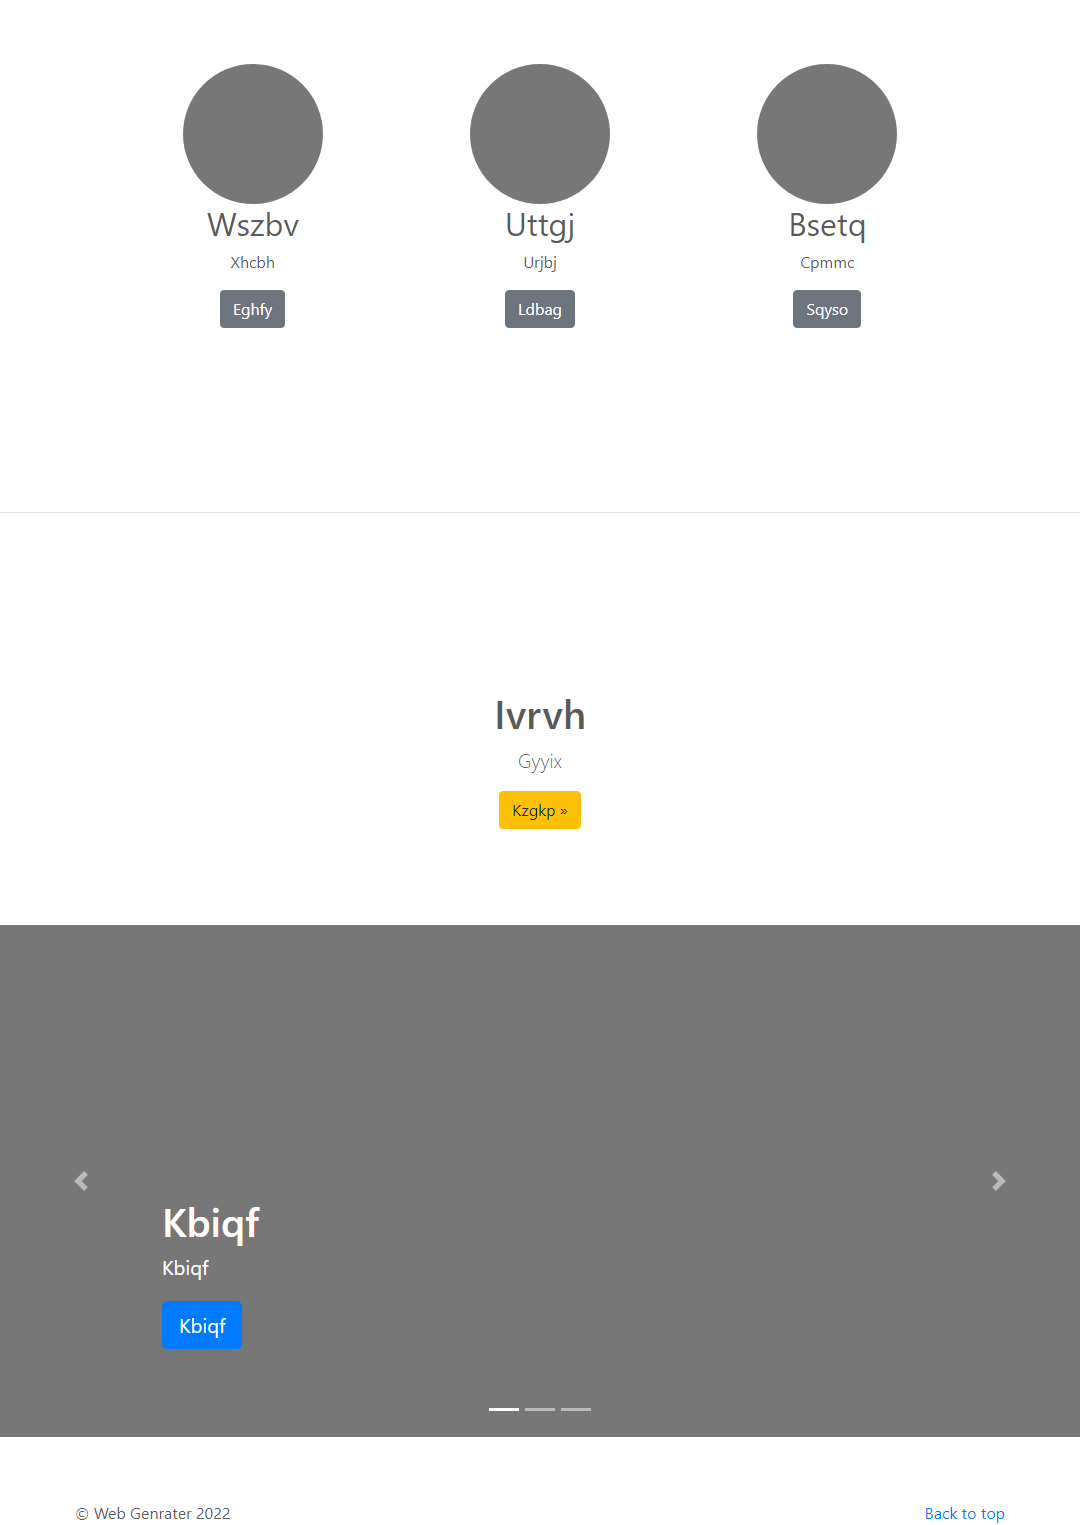 Wszbv
Uttgj
Bsetq
Xhcbh
Urjbj
Cpmmc
Eghfy
Ldbag
Sqyso
Ivrvh
Gyyix
Kzgkp »
Kbiqf
Kbiqf
Kbiqf
© Web Genrater 2022
Back to top